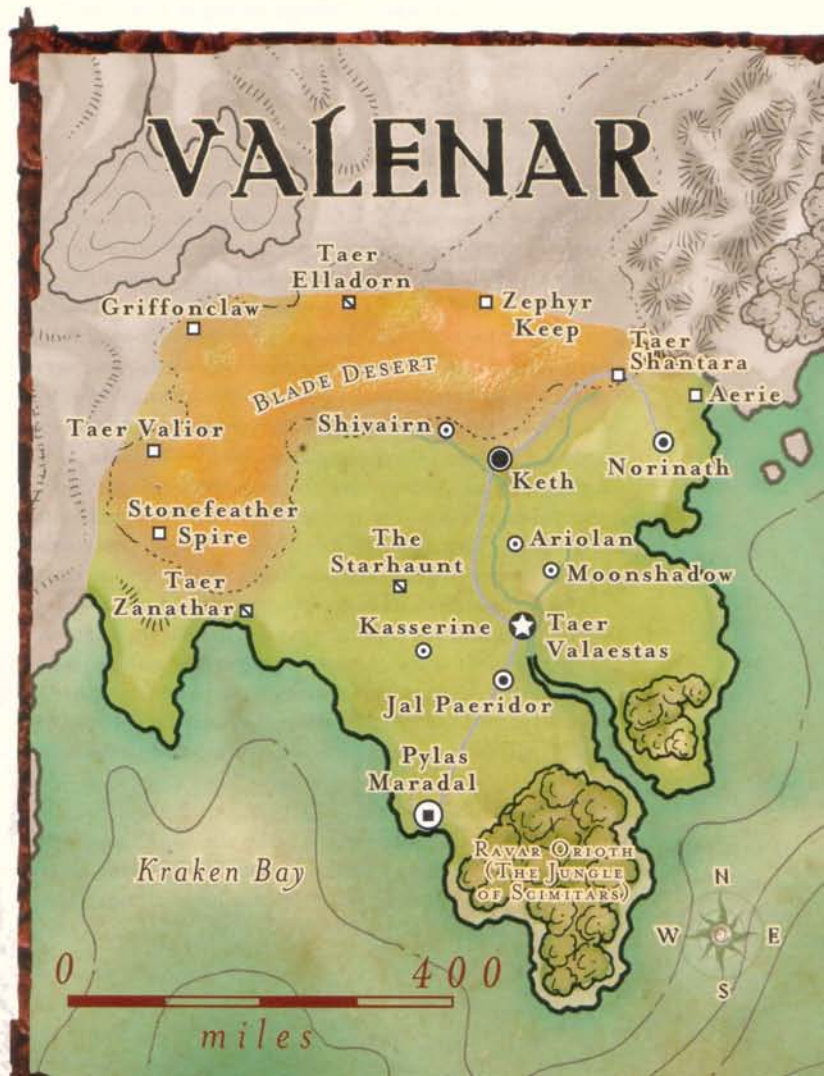 VALENAR
Taer
Elladorn
Griffonclaw
Zephyr
Keep
Taer
Shantara
Blade Desert
Aerie
Taer Valior
Shivairn
Norinath
Keth
Stonefeather
Spire
The
Starhaunt
Ariolan
Moonshadow
Taer
Zanathar
Kasserine
Taer
Valaestas
Jal Paeridor
Pylas
Maradal
Ravar Orioth
(The Jungle
of Scimitars)
Kraken Bay
N
W E
S
0 400
miles